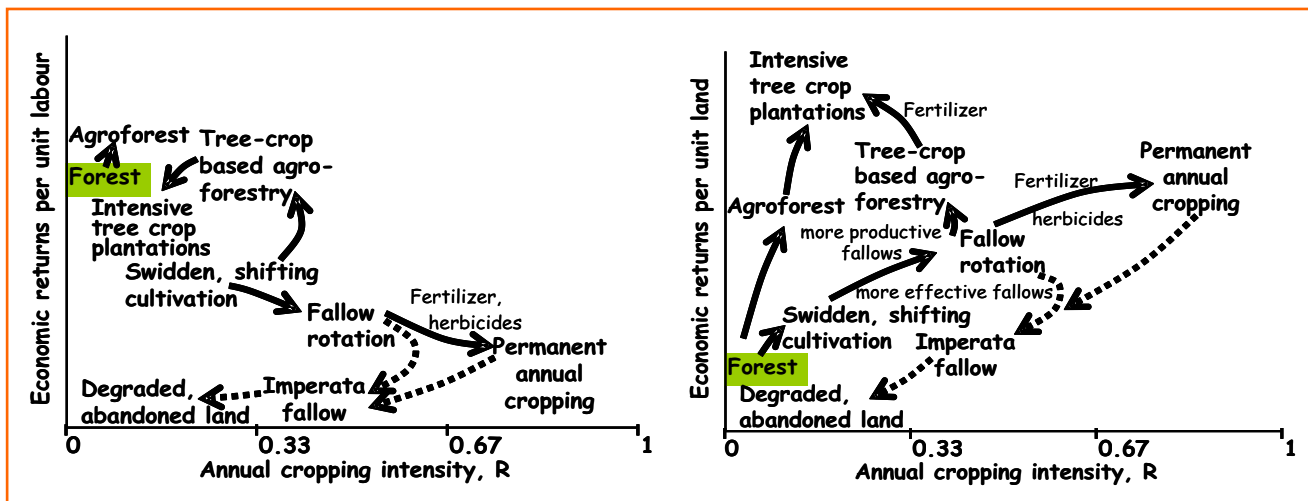 Economic returns per unit labour
Agroforest
Forest
Tree-crop
based agro-
forestry
Intensive
tree crop
plantations
Swidden, shifting
cultivation
Fallow
rotation
Fertilizer,
herbicides
Permanent
annual
cropping
Imperata
fallow
Degraded,
abandoned land
0
0.33
0.67
1
Annual cropping intensity, R
Economic returns per unit land
Intensive
tree crop
plantations
Fertilizer
Tree-crop
based agro-
forestry
Permanent
annual
cropping
Fertilizer
herbicides
Agroforest
more productive
fallows
Fallow
rotation
more effective fallows
Swidden, shifting
cultivation
Imperata
fallow
Forest
Degraded,
abandoned land
0
0.33
0.67
1
Annual cropping intensity, R